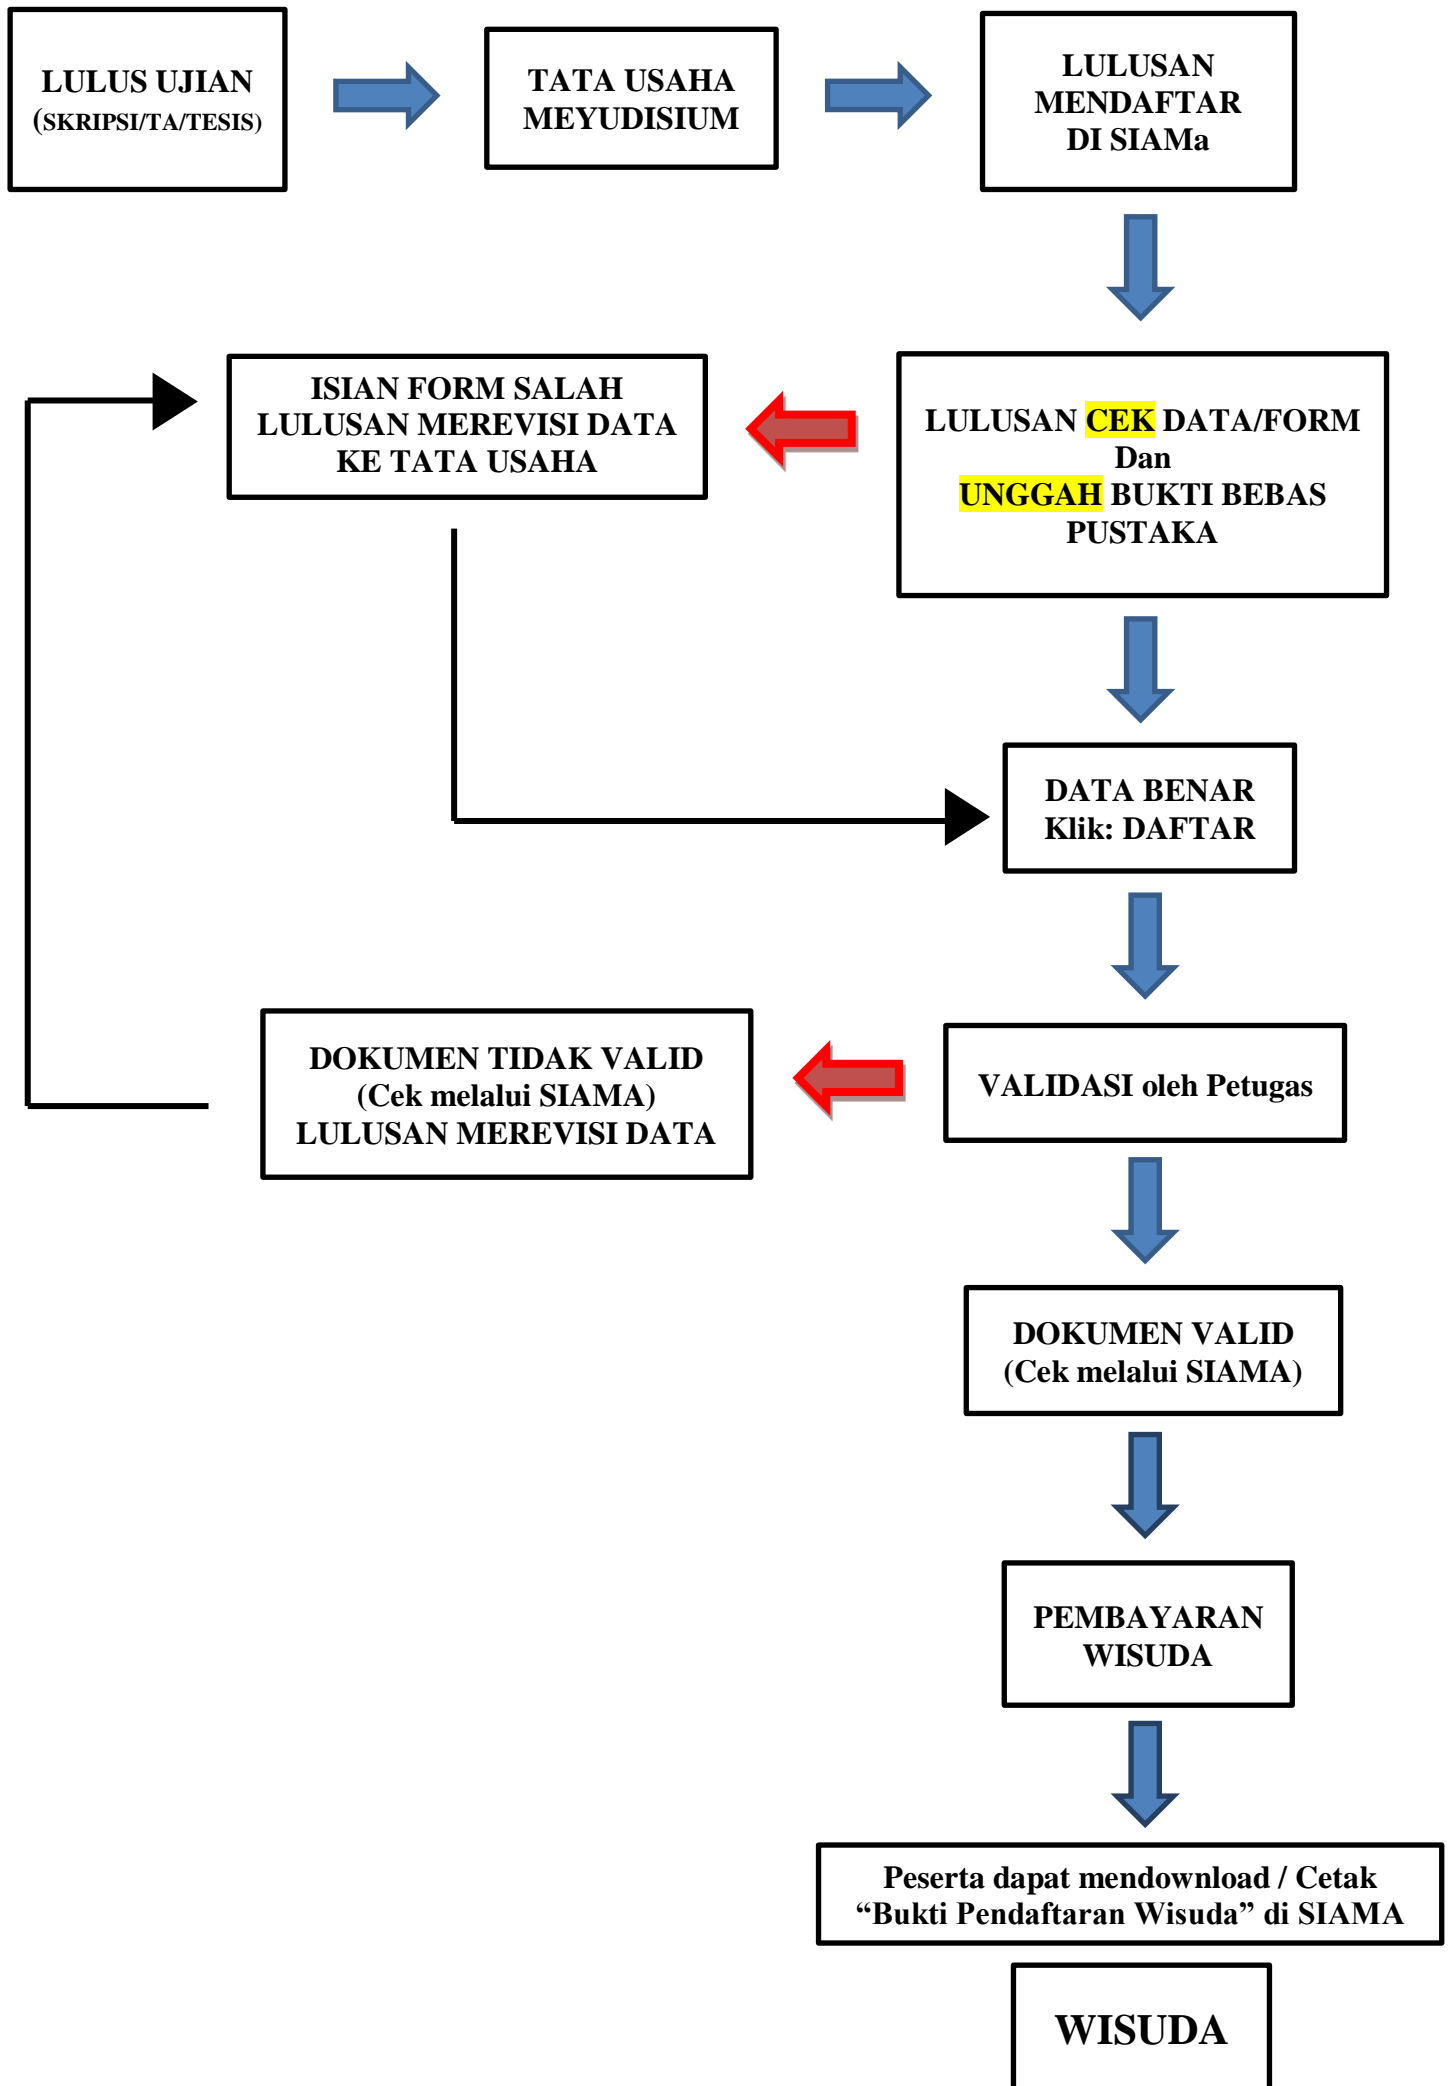 LULUS UJIAN
(SKRIPSI/TA/TESIS)
TATA USAHA
MEYUDISIUM
LULUSAN
MENDAFTAR
DI SIAMa
ISIAN FORM SALAH
LULUSAN MEREVISI DATA
KE TATA USAHA
LULUSAN CEK DATA/FORM
Dan
UNGGAH BUKTI BEBAS
PUSTAKA
DATA BENAR
Klik: DAFTAR
DOKUMEN TIDAK VALID
(Cek melalui SIAMA)
LULUSAN MEREVISI DATA
VALIDASI oleh Petugas
DOKUMEN VALID
(Cek melalui SIAMA)
PEMBAYARAN
WISUDA
Peserta dapat mendownload / Cetak
“Bukti Pendaftaran Wisuda” di SIAMA
WISUDA